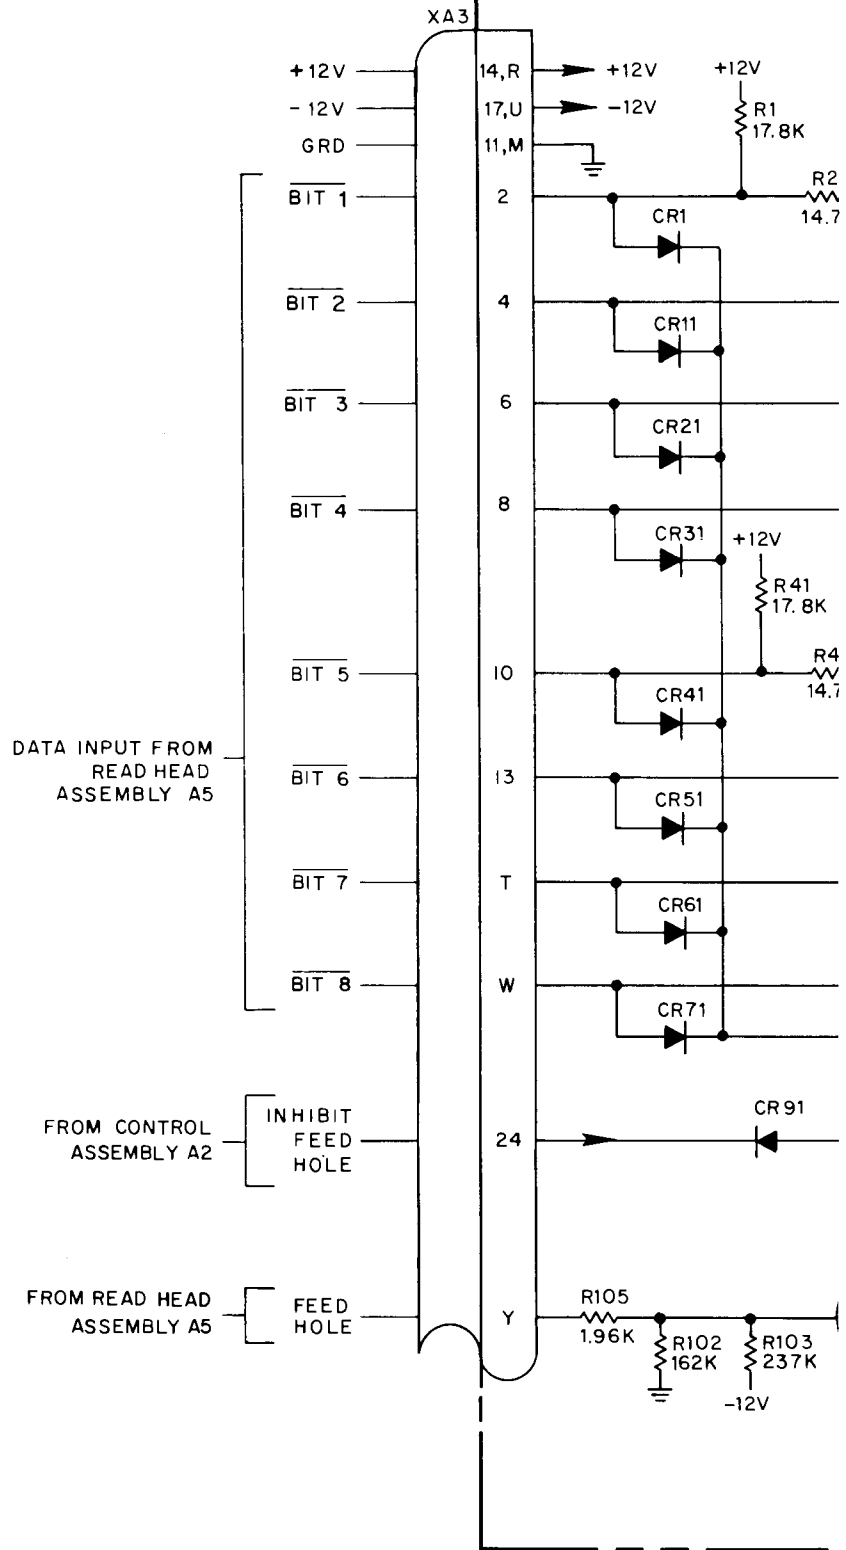 XA3
+12V 14,R +12V +12V
-12V 17,U -12V R1
17.8K
GRD 11,M
R2
BIT 1 2
14.7
CR1
BIT 2 4
CR11
BIT 3 6
CR21
BIT 4 8
CR31 +12V
R41
17.8K
R4
BIT 5 10
14.7
CR41
DATA INPUT FROM
READ HEAD
ASSEMBLY A5
BIT 6 13
CR51
BIT 7 T
CR61
BIT 8 W
CR71
FROM CONTROL
ASSEMBLY A2
INHIBIT
FEED
HOLE
24
CR91
FROM READ HEAD
ASSEMBLY A5
FEED
HOLE
Y
R105
1.96K
R102
162K
R103
237K
-12V